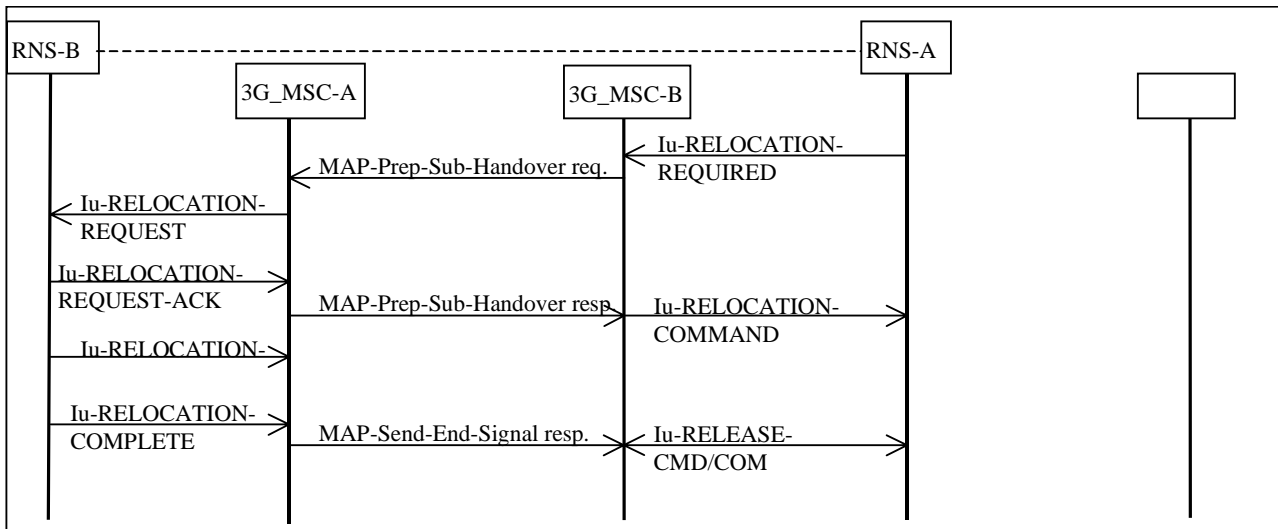 RNS-B
RNS-A
3G_MSC-A
3G_MSC-B
Iu-RELOCATION-
REQUIRED
MAP-Prep-Sub-Handover req.
Iu-RELOCATION-
REQUEST
Iu-RELOCATION-
REQUEST-ACK
MAP-Prep-Sub-Handover resp.
Iu-RELOCATION-
COMMAND
Iu-RELOCATION-
Iu-RELOCATION-
COMPLETE
MAP-Send-End-Signal resp.
Iu-RELEASE-
CMD/COM